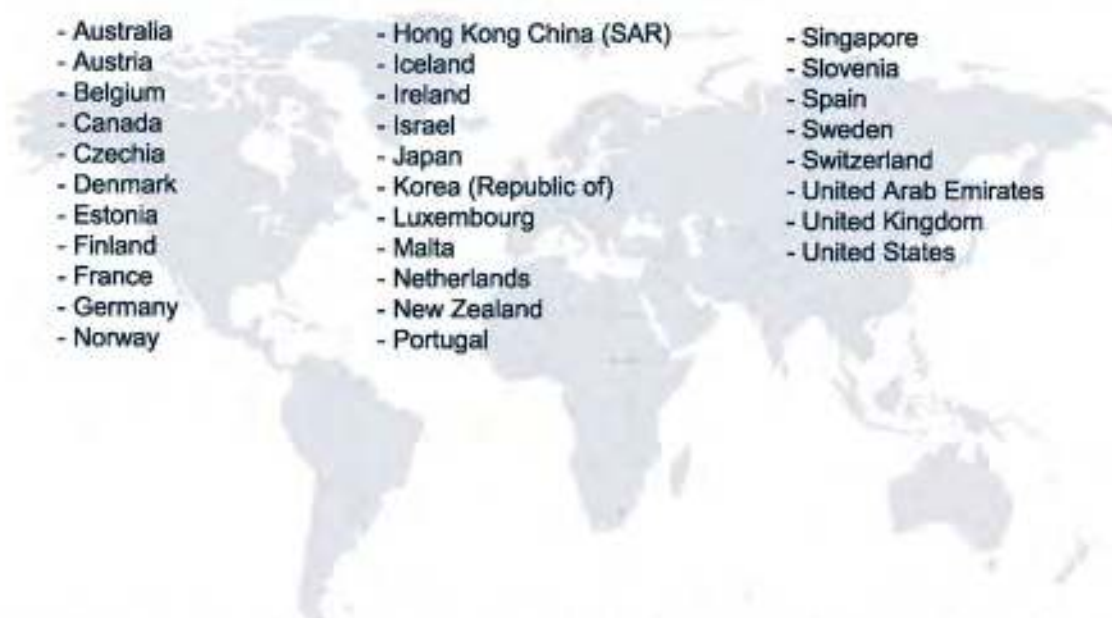 - Australia
- Austria
- Belgium
- Canada
- Czechia
- Denmark
- Estonia
- Finland
- France
- Germany
- Norway
- Hong Kong China (SAR)
- Iceland
- Ireland
- Israel
- Japan
- Korea (Republic of)
- Luxembourg
- Malta
- Netherlands
- New Zealand
- Portugal
- Singapore
- Slovenia
- Spain
- Sweden
- Switzerland
- United Arab Emirates
- United Kingdom
- United States